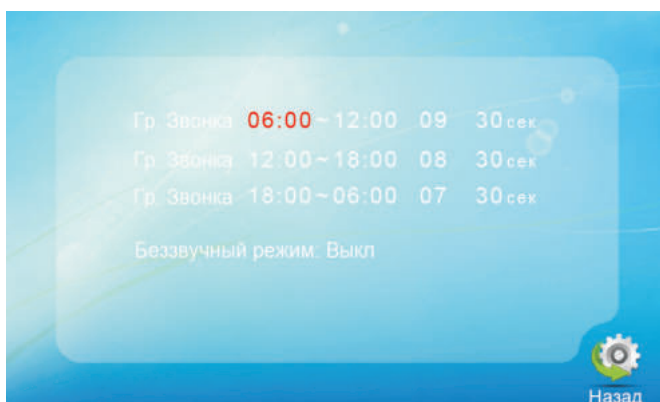 Гр. Звонка 06:00~12:00 09 30сек
Гр. Звонка 12:00~18:00 08 30сек
Гр. Звонка 18:00~06:00 07 30сек
Беззвучный режим: Выкл
Назад